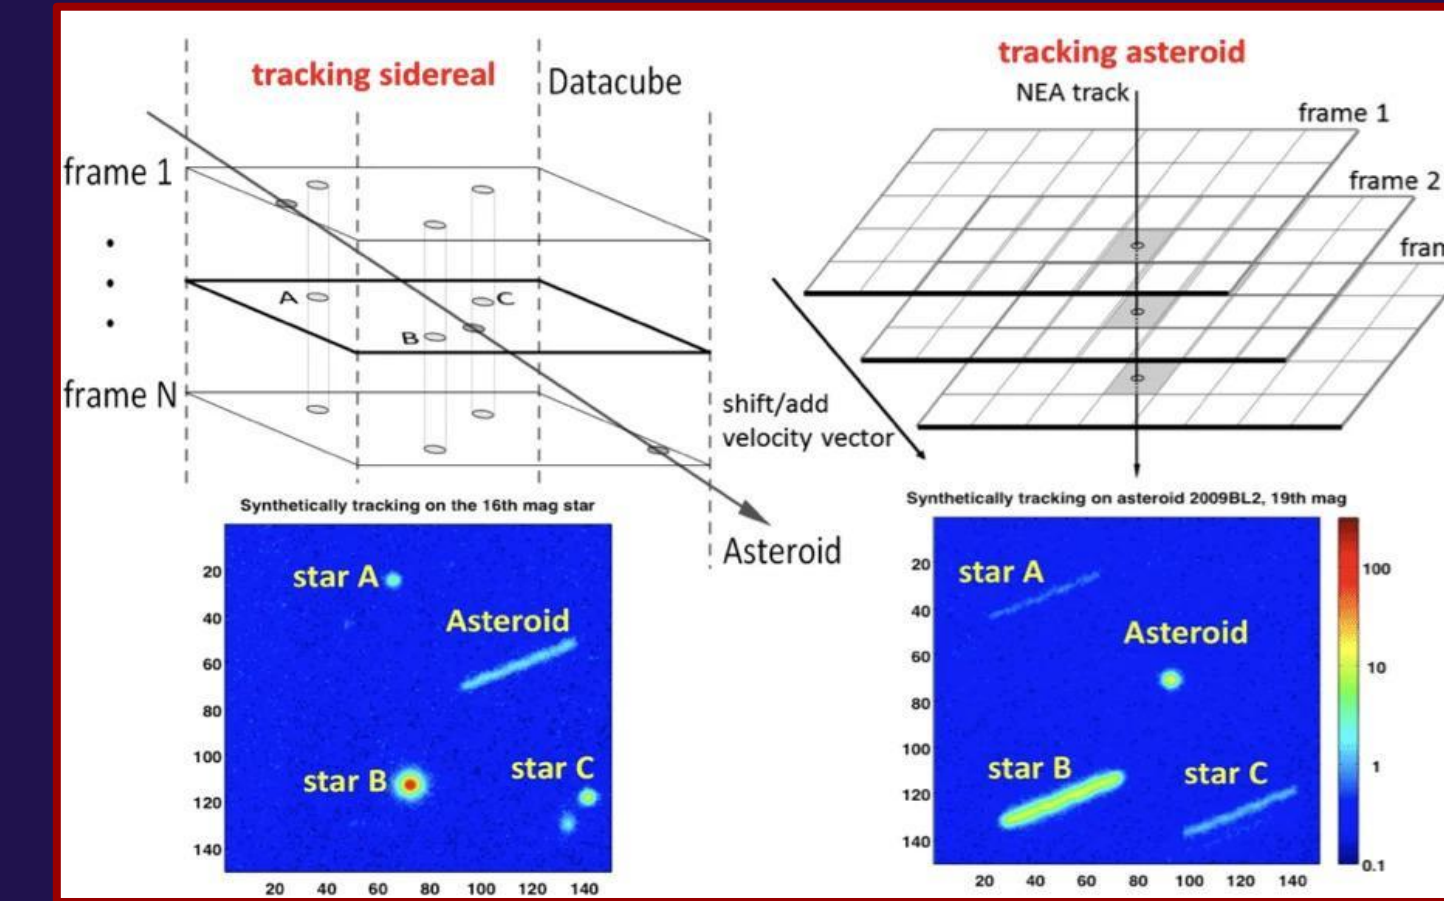 tracking sidereal
Datacube
frame 1
A
C
B
frame N
Asteroid
tracking asteroid
NEA track
frame 1
frame 2
fram
shift/add
velocity vector
Synthetically tracking on the 16th mag star
star A
Asteroid
star B
star C
20
40
60
80
100
120
140
20 40 60 80 100 120 140
Synthetically tracking on asteroid 2009BL2, 19th mag
star A
Asteroid
star B
star C
20
40
60
80
100
120
140
20 40 60 80 100 120 140
100
10
1
0.1